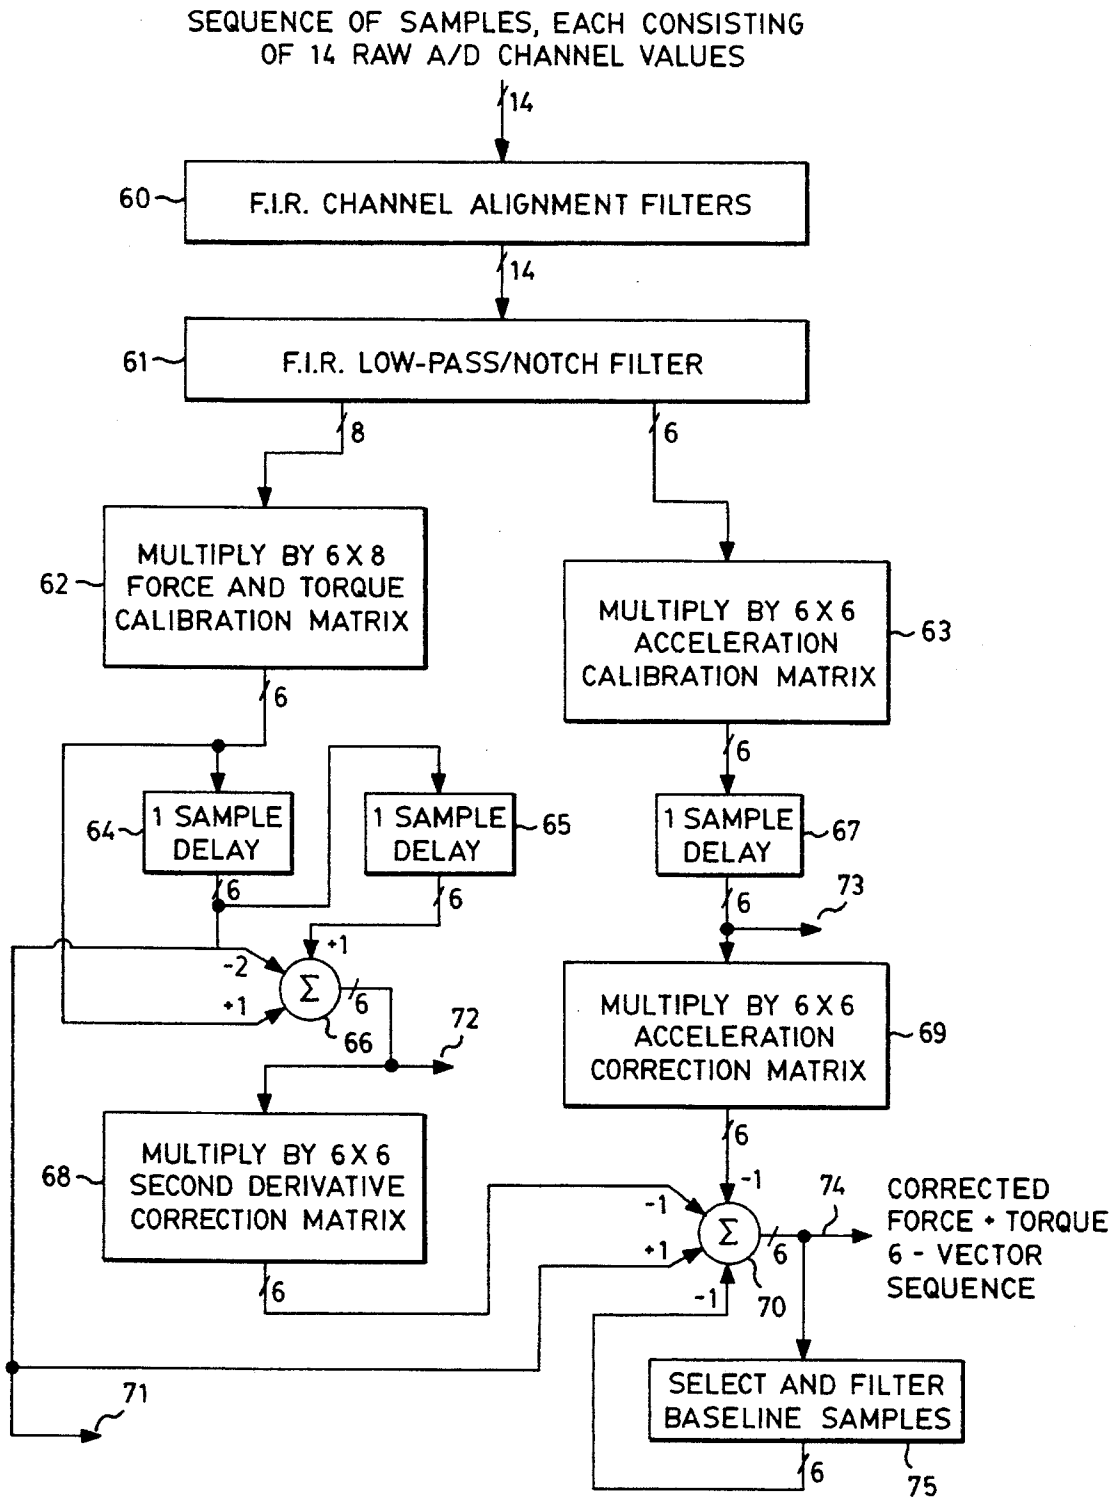 SEQUENCE OF SAMPLES, EACH CONSISTING
OF 14 RAW A/D CHANNEL VALUES
14
60
F.I.R. CHANNEL ALIGNMENT FILTERS
14
61
F.I.R. LOW-PASS/NOTCH FILTER
8
6
62
MULTIPLY BY 6 X 8
FORCE AND TORQUE
CALIBRATION MATRIX
63
MULTIPLY BY 6 X 6
ACCELERATION
CALIBRATION MATRIX
6
6
64
1 SAMPLE
DELAY
65
1 SAMPLE
DELAY
67
1 SAMPLE
DELAY
6
6
6
73
+1
-2
+1
Σ
6
66
72
69
MULTIPLY BY 6 X 6
ACCELERATION
CORRECTION MATRIX
68
MULTIPLY BY 6 X 6
SECOND DERIVATIVE
CORRECTION MATRIX
6
-1
-1
+1
-1
Σ
6
70
74
CORRECTED
FORCE + TORQUE
6 - VECTOR
SEQUENCE
6
71
SELECT AND FILTER
BASELINE SAMPLES
6
75